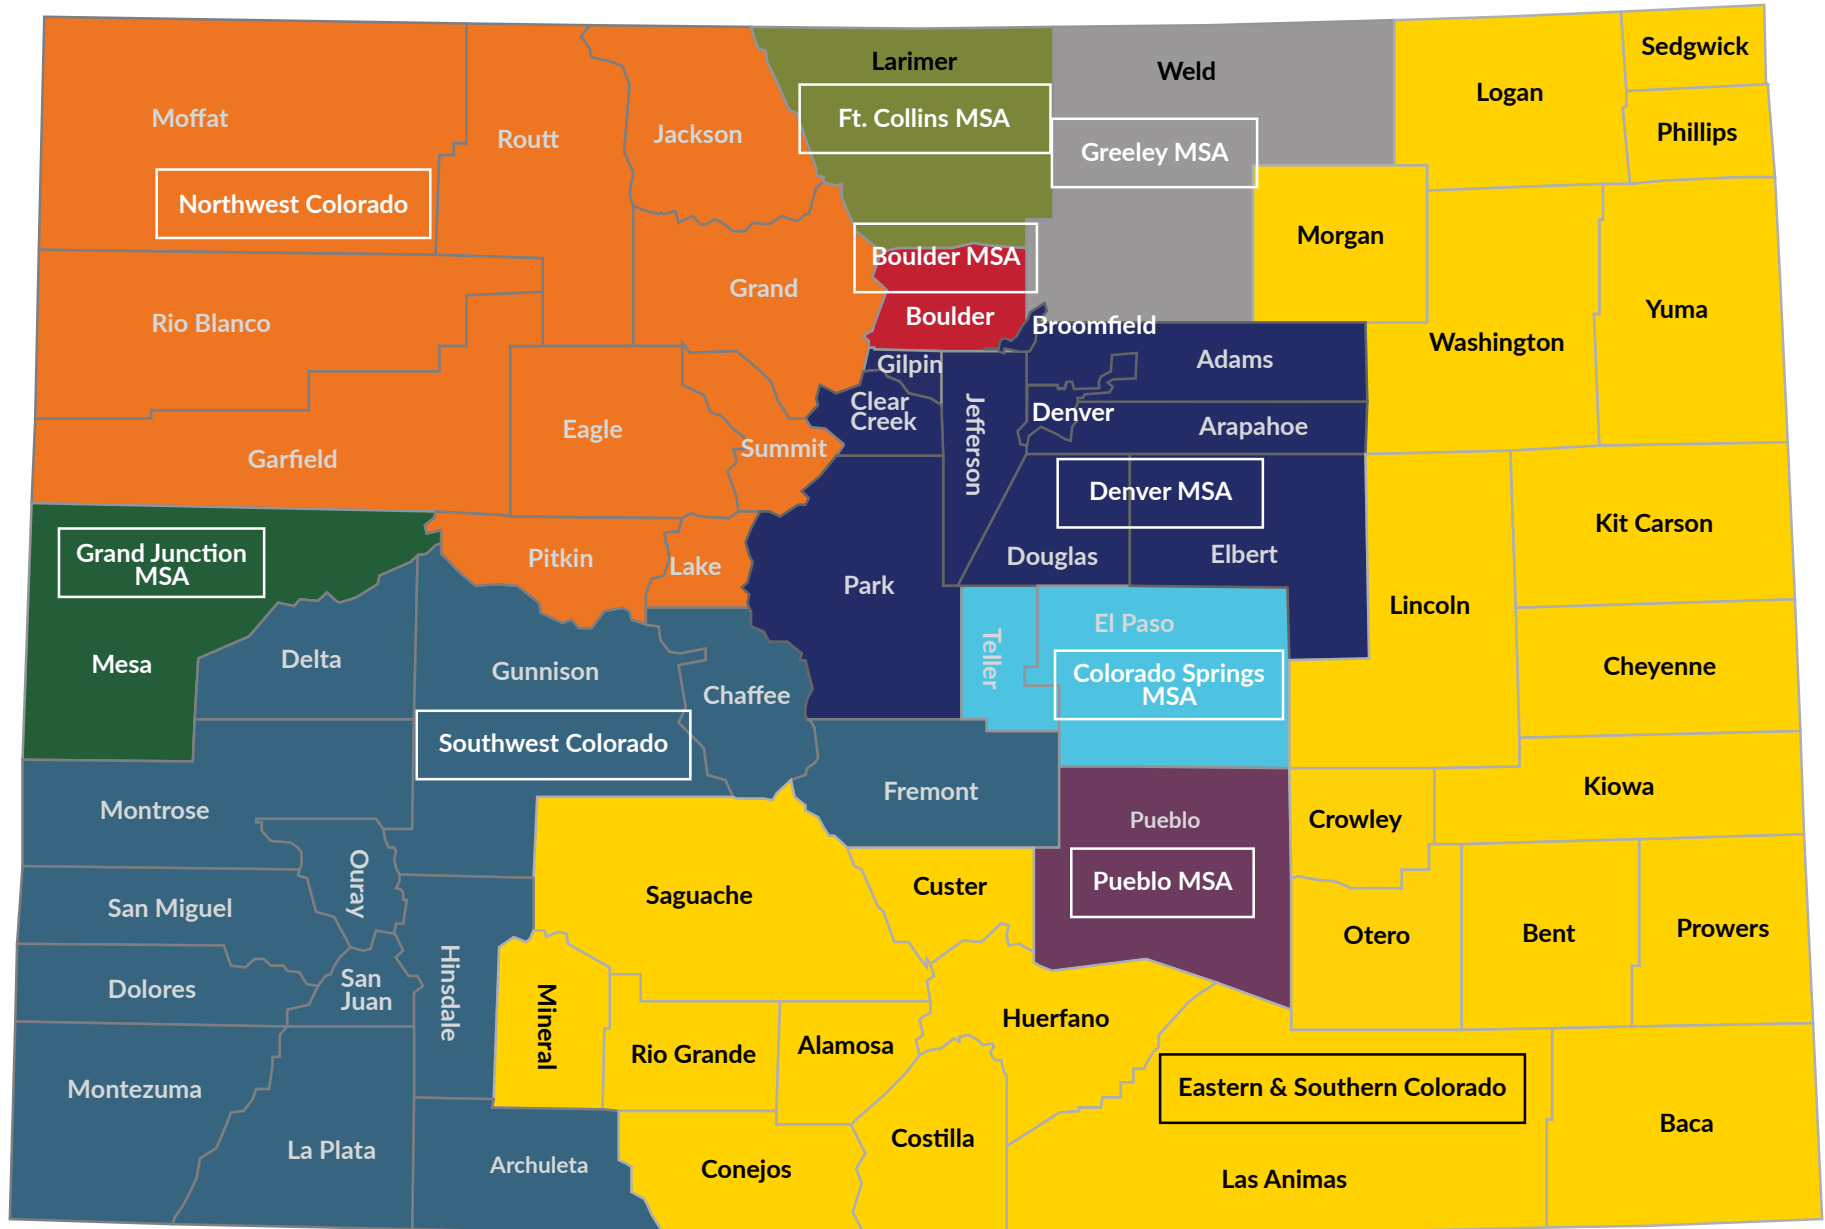 Sedgwick
Larimer
Weld
Logan
Moffat
Ft. Collins MSA
Routt
Jackson
Phillips
Greeley MSA
Northwest Colorado
Morgan
Boulder MSA
Grand
Yuma
Rio Blanco
Boulder
Broomfield
Washington
Gilpin
Adams
Clear
Creek
Denver
Eagle
Arapahoe
Jefferson
Summit
Garfield
Denver MSA
Kit Carson
Grand Junction
MSA
Pitkin
Lake
Douglas
Elbert
Park
Lincoln
El Paso
Teller
Mesa
Delta
Gunnison
Cheyenne
Colorado Springs
MSA
Chaffee
Southwest Colorado
Kiowa
Fremont
Montrose
Pueblo
Crowley
Ouray
Pueblo MSA
Custer
Saguache
San Miguel
Prowers
Bent
Otero
San
Juan
Dolores
Hinsdale
Mineral
Huerfano
Alamosa
Rio Grande
Montezuma
Eastern & Southern Colorado
Baca
Costilla
La Plata
Archuleta
Conejos
Las Animas